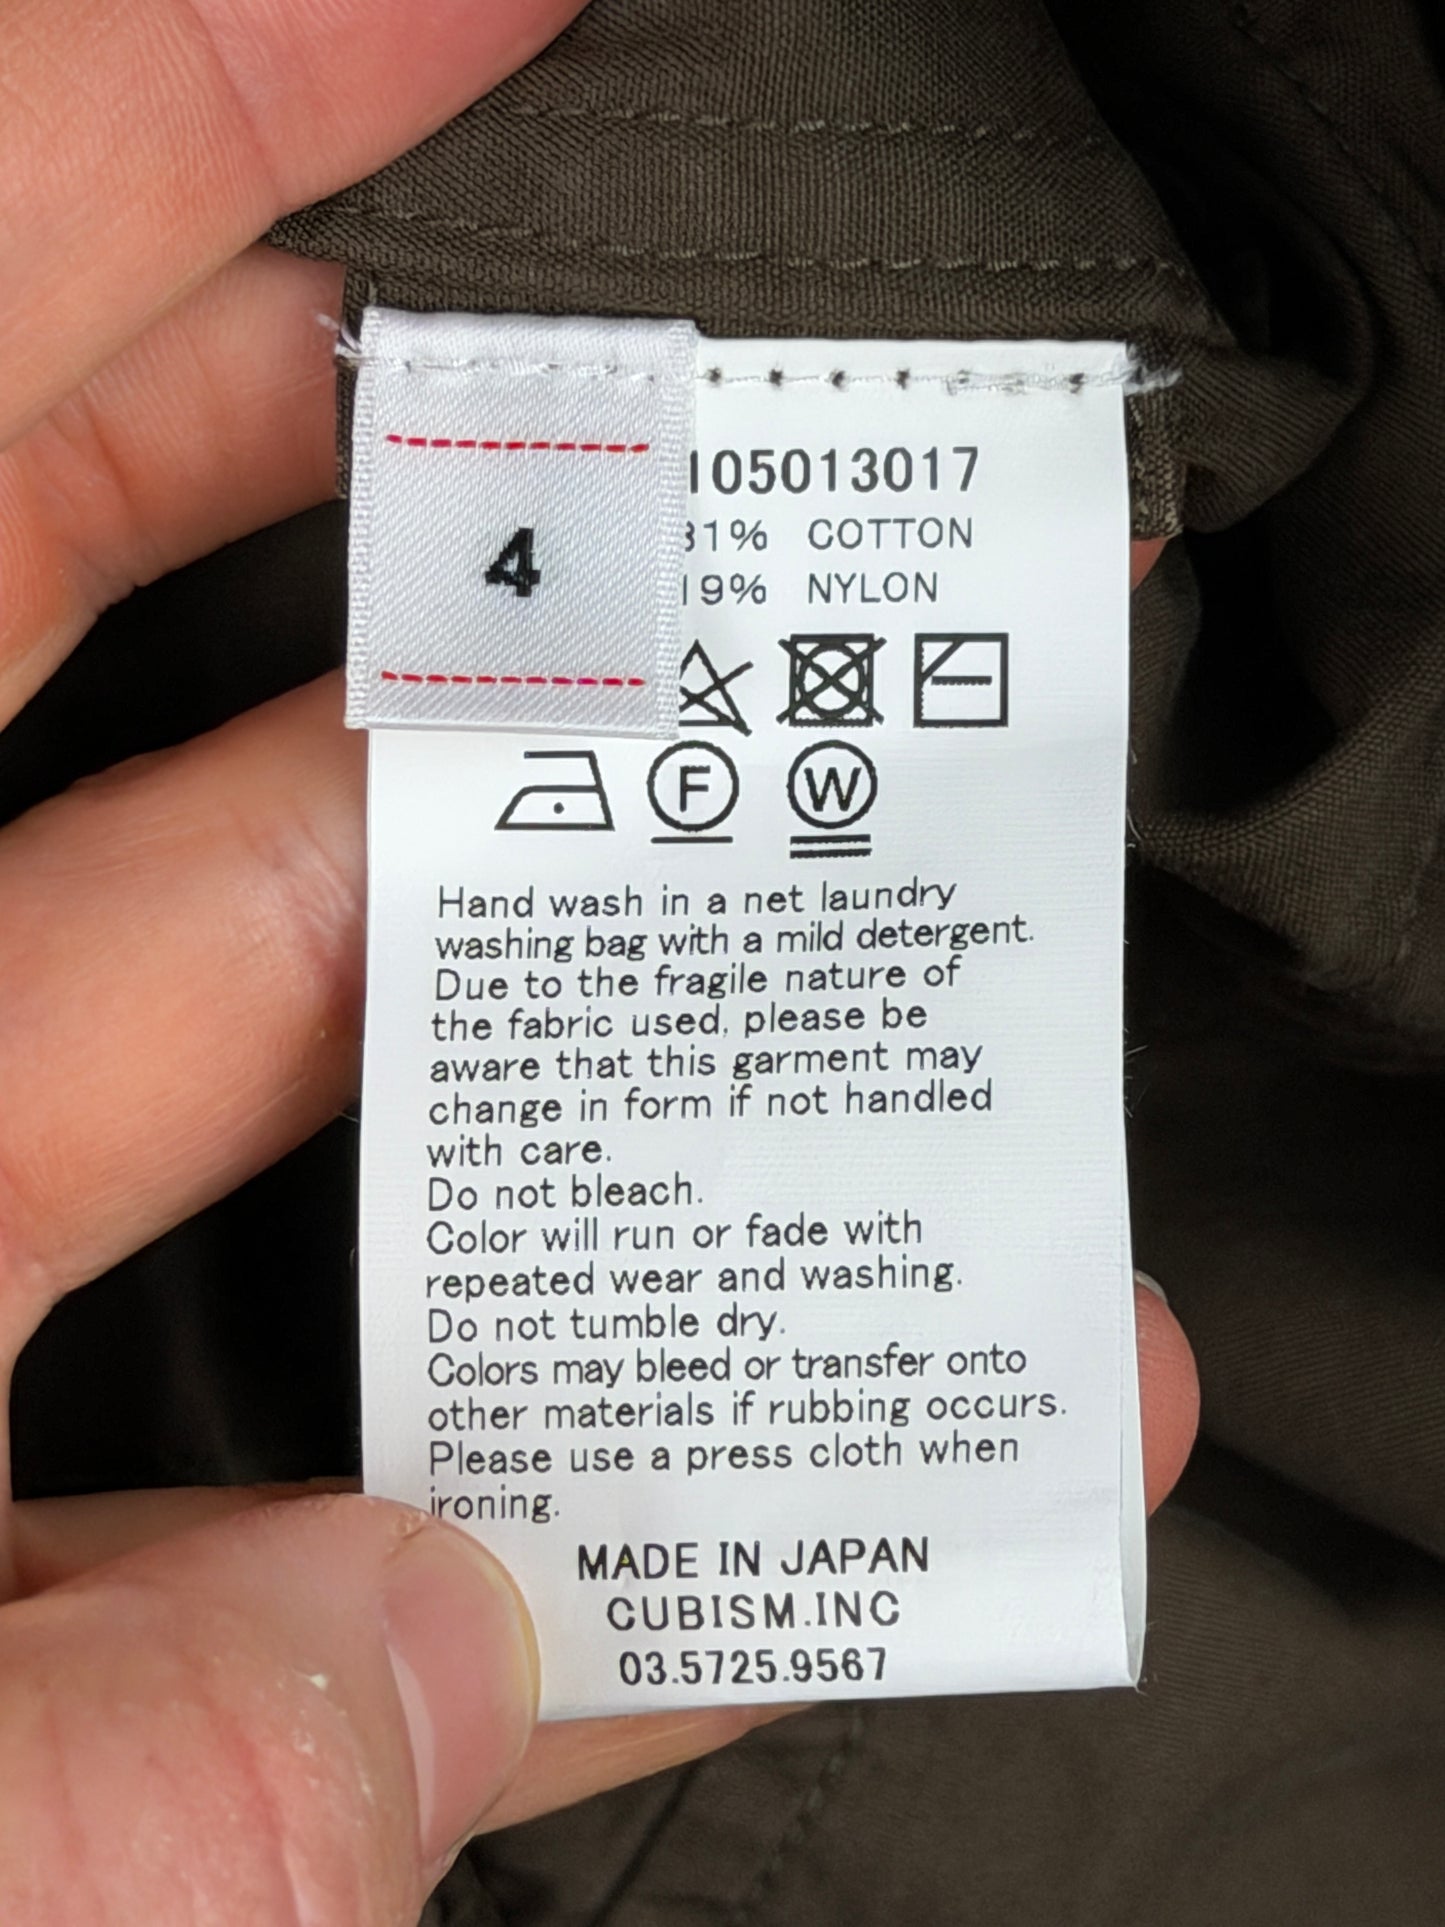 4
105013017
81% COTTON
19% NYLON
F
W
Hand wash in a net laundry
washing bag with a mild detergent.
Due to the fragile nature of
the fabric used, please be
aware that this garment may
change in form if not handled
with care.
Do not bleach.
Color will run or fade with
repeated wear and washing.
Do not tumble dry.
Colors may bleed or transfer onto
other materials if rubbing occurs.
Please use a press cloth when
ironing.
MADE IN JAPAN
CUBISM.INC
03.5725.9567